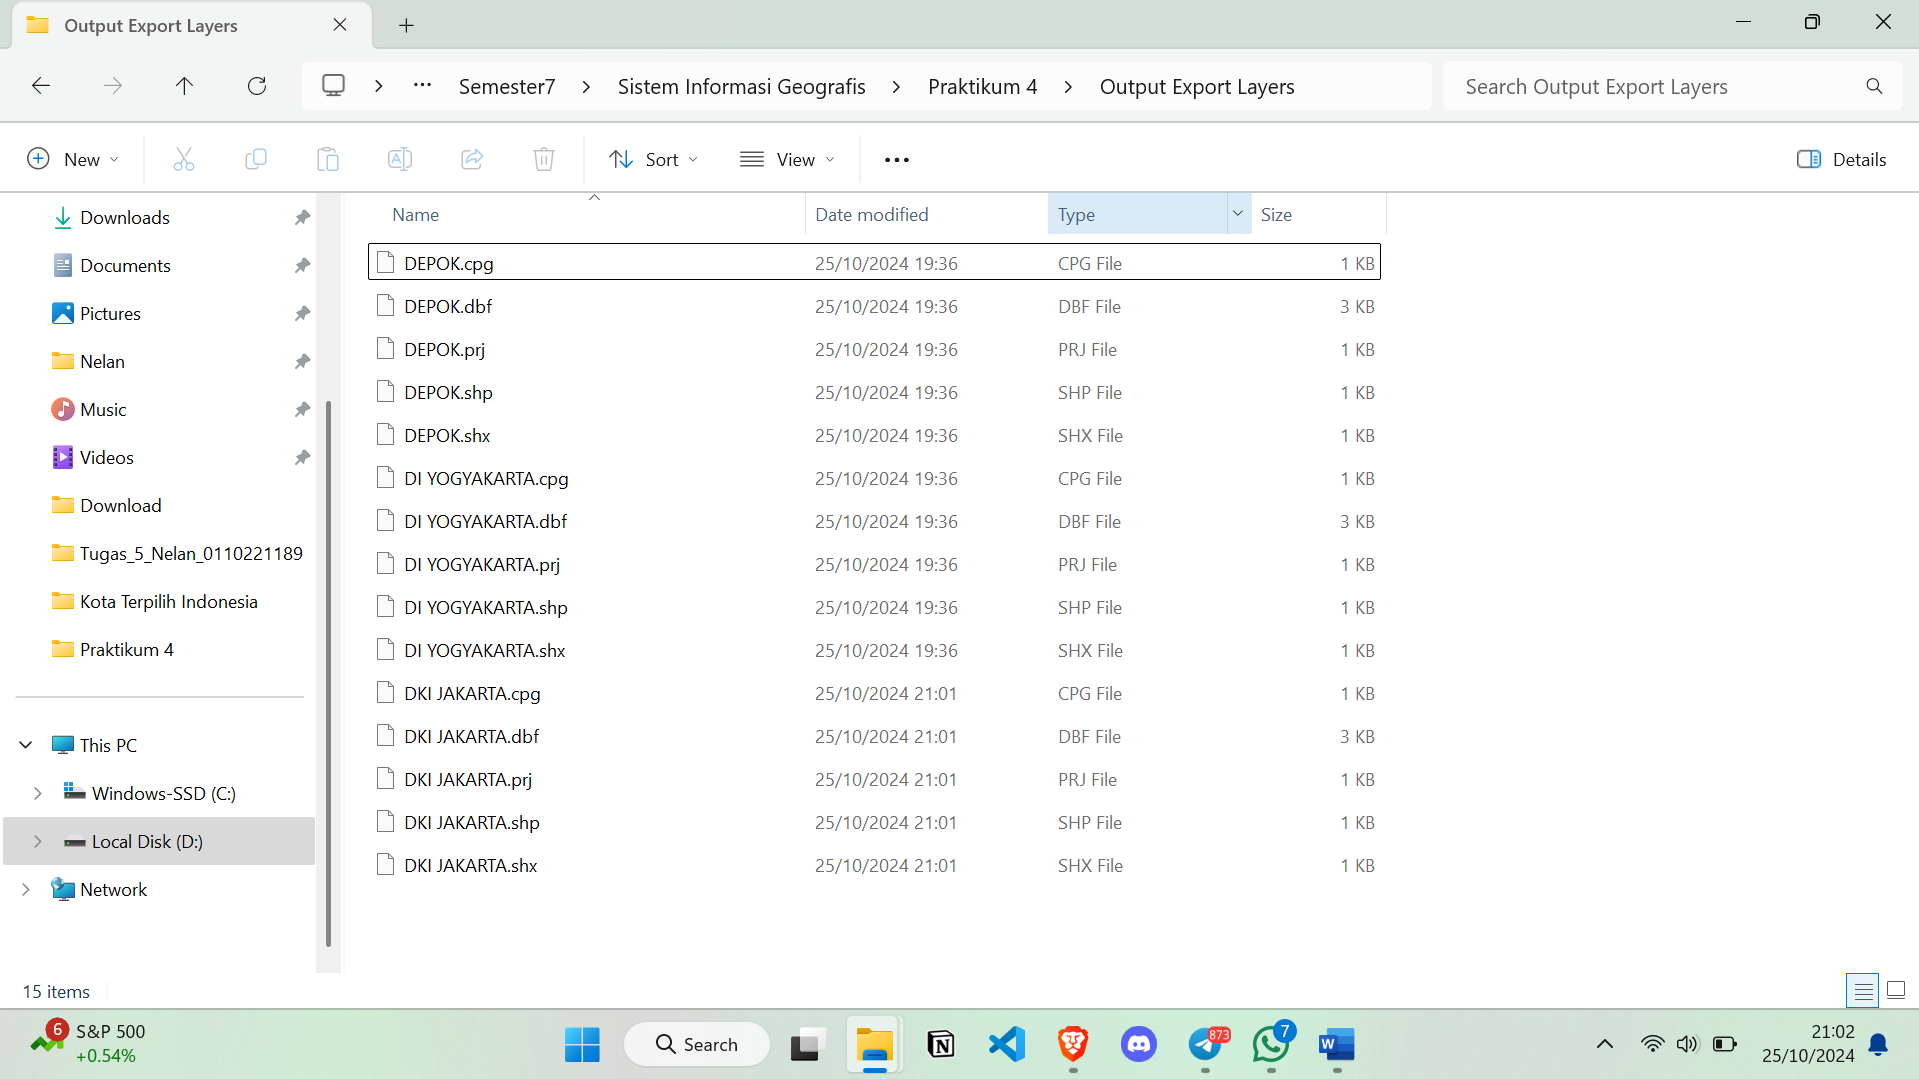 Output Export Layers
Semester7 > Sistem Informasi Geografis > Praktikum 4 > Output Export Layers
Search Output Export Layers
New
Sort
View
Details
Downloads
Documents
Pictures
Nelan
Music
Videos
Download
Tugas_5_Nelan_0110221189
Kota Terpilih Indonesia
Praktikum 4
This PC
Windows-SSD (C:)
Local Disk (D:)
Network
Name Date modified Type Size
DEPOK.cpg 25/10/2024 19:36 CPG File 1 KB
DEPOK.dbf 25/10/2024 19:36 DBF File 3 KB
DEPOK.prj 25/10/2024 19:36 PRJ File 1 KB
DEPOK.shp 25/10/2024 19:36 SHP File 1 KB
DEPOK.shx 25/10/2024 19:36 SHX File 1 KB
DI YOGYAKARTA.cpg 25/10/2024 19:36 CPG File 1 KB
DI YOGYAKARTA.dbf 25/10/2024 19:36 DBF File 3 KB
DI YOGYAKARTA.prj 25/10/2024 19:36 PRJ File 1 KB
DI YOGYAKARTA.shp 25/10/2024 19:36 SHP File 1 KB
DI YOGYAKARTA.shx 25/10/2024 19:36 SHX File 1 KB
DKI JAKARTA.cpg 25/10/2024 21:01 CPG File 1 KB
DKI JAKARTA.dbf 25/10/2024 21:01 DBF File 3 KB
DKI JAKARTA.prj 25/10/2024 21:01 PRJ File 1 KB
DKI JAKARTA.shp 25/10/2024 21:01 SHP File 1 KB
DKI JAKARTA.shx 25/10/2024 21:01 SHX File 1 KB
15 items
6
S&P 500
+0.54%
Search
873
7
21:02
25/10/2024